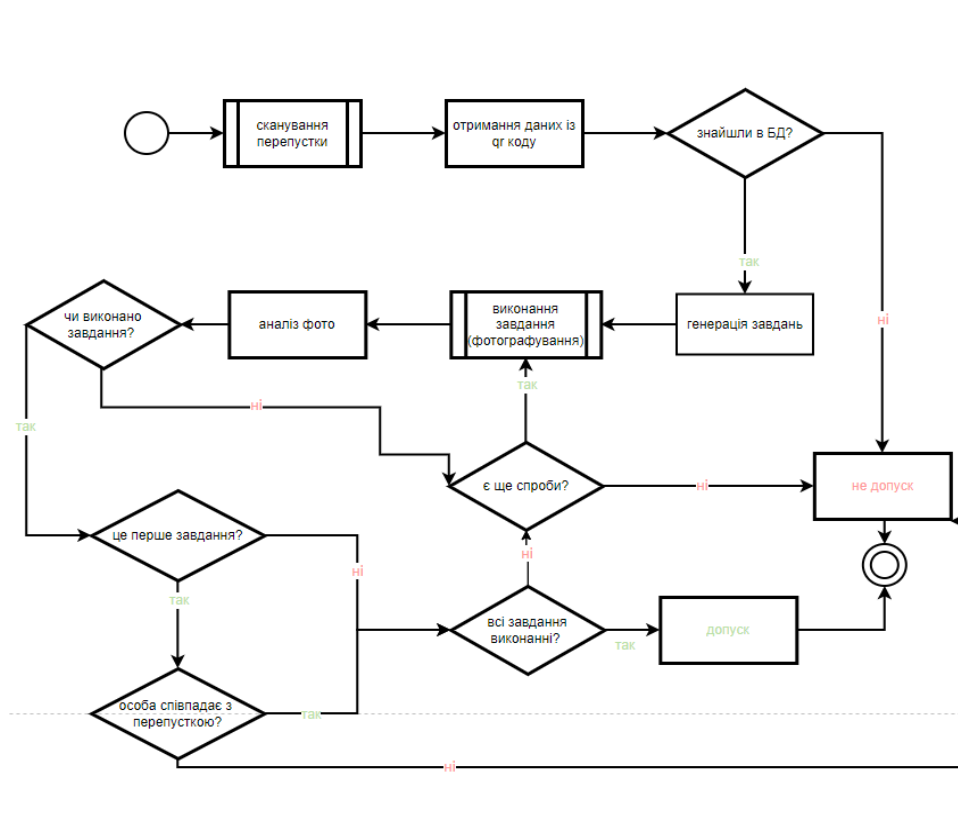 сканування
перепустки
отримання даних із
qr коду
знайшли в БД?
так
ні
чи виконано
завдання?
аналіз фото
виконання
завдання
(фотографування)
генерація завдань
так
ні
так
є ще спроби?
ні
не допуск
це перше завдання?
ні
ні
так
всі завдання
виконанні?
так
допуск
особа співпадає з
перепусткою?
так
ні